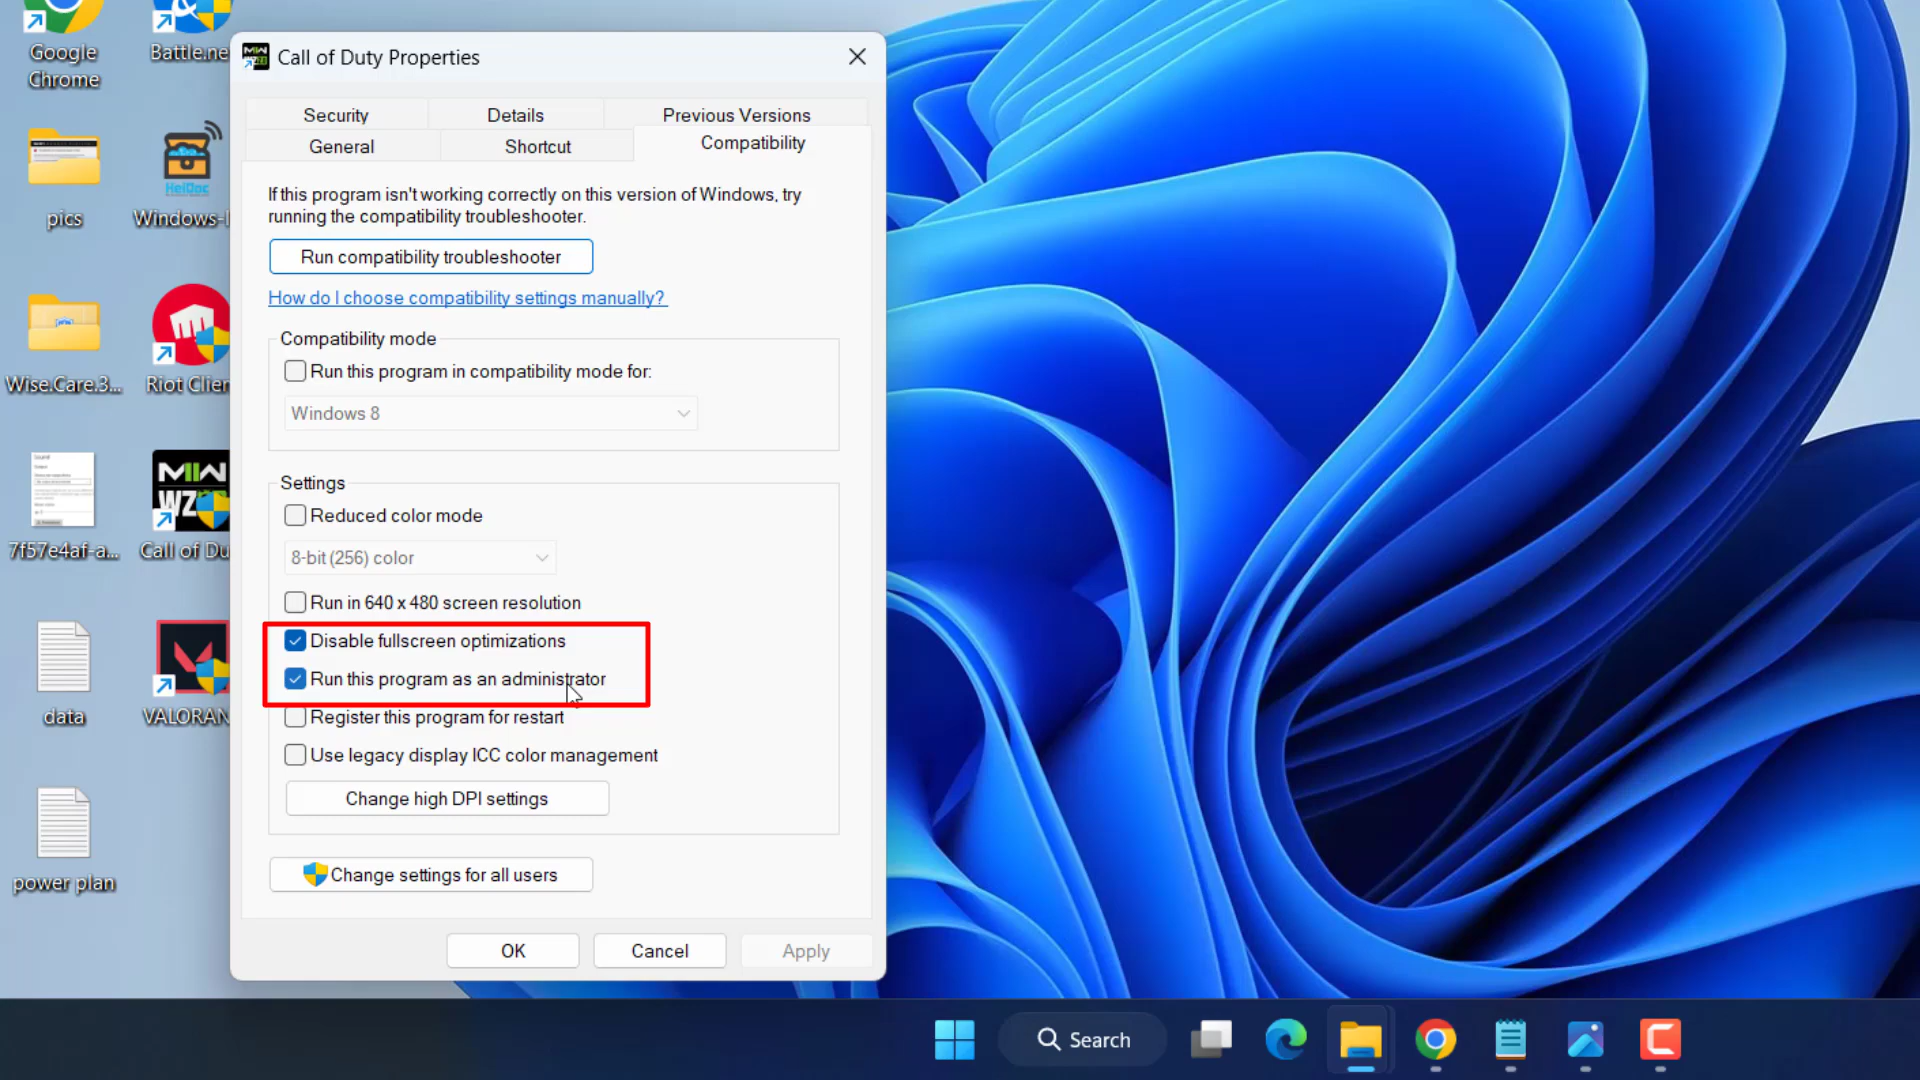 Google
Chrome
Battle.ne
pics
HeiDoc
Windows-
Wise.Care.3...
Riot Clien
7f57e4af-a...
MW
WZ
Call of Du
data
VALORAN
power plan
Call of Duty Properties
Security
Details
Previous Versions
General
Shortcut
Compatibility
If this program isn't working correctly on this version of Windows, try
running the compatibility troubleshooter.
Run compatibility troubleshooter
How do I choose compatibility settings manually?
Compatibility mode
Run this program in compatibility mode for:
Windows 8
Settings
Reduced color mode
8-bit (256) color
Run in 640 x 480 screen resolution
Disable fullscreen optimizations
Run this program as an administrator
Register this program for restart
Use legacy display ICC color management
Change high DPI settings
Change settings for all users
OK
Cancel
Apply
Search